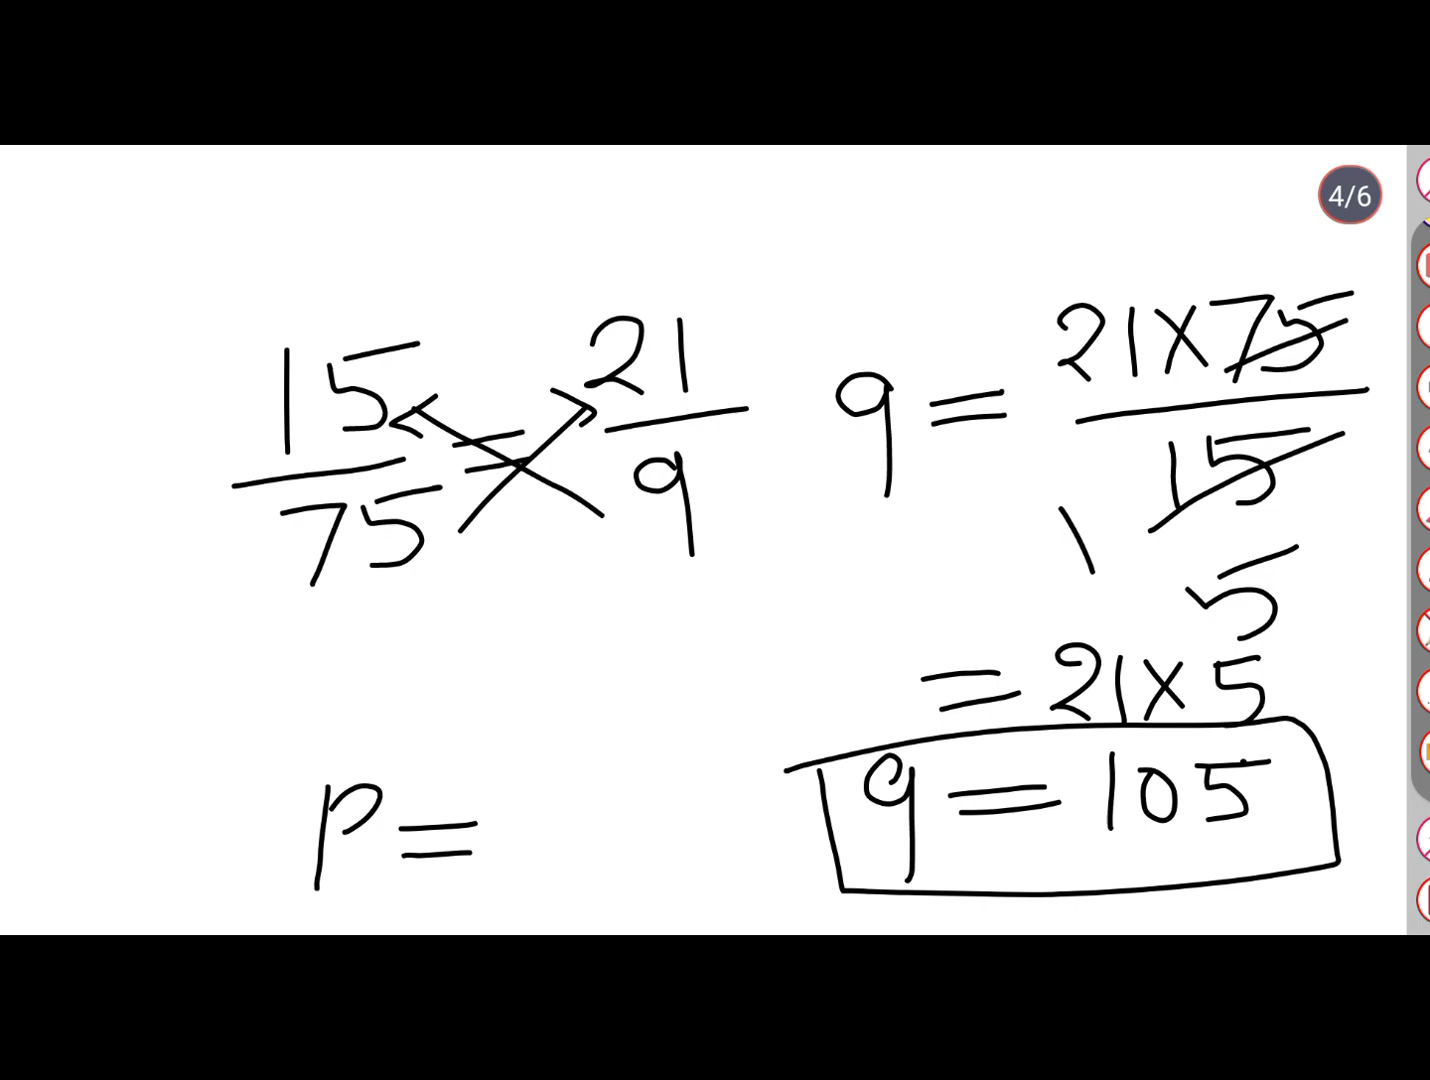 4/6
15/75 = 21/q
q = 21×75/15
5
= 21×5
q = 105
p =